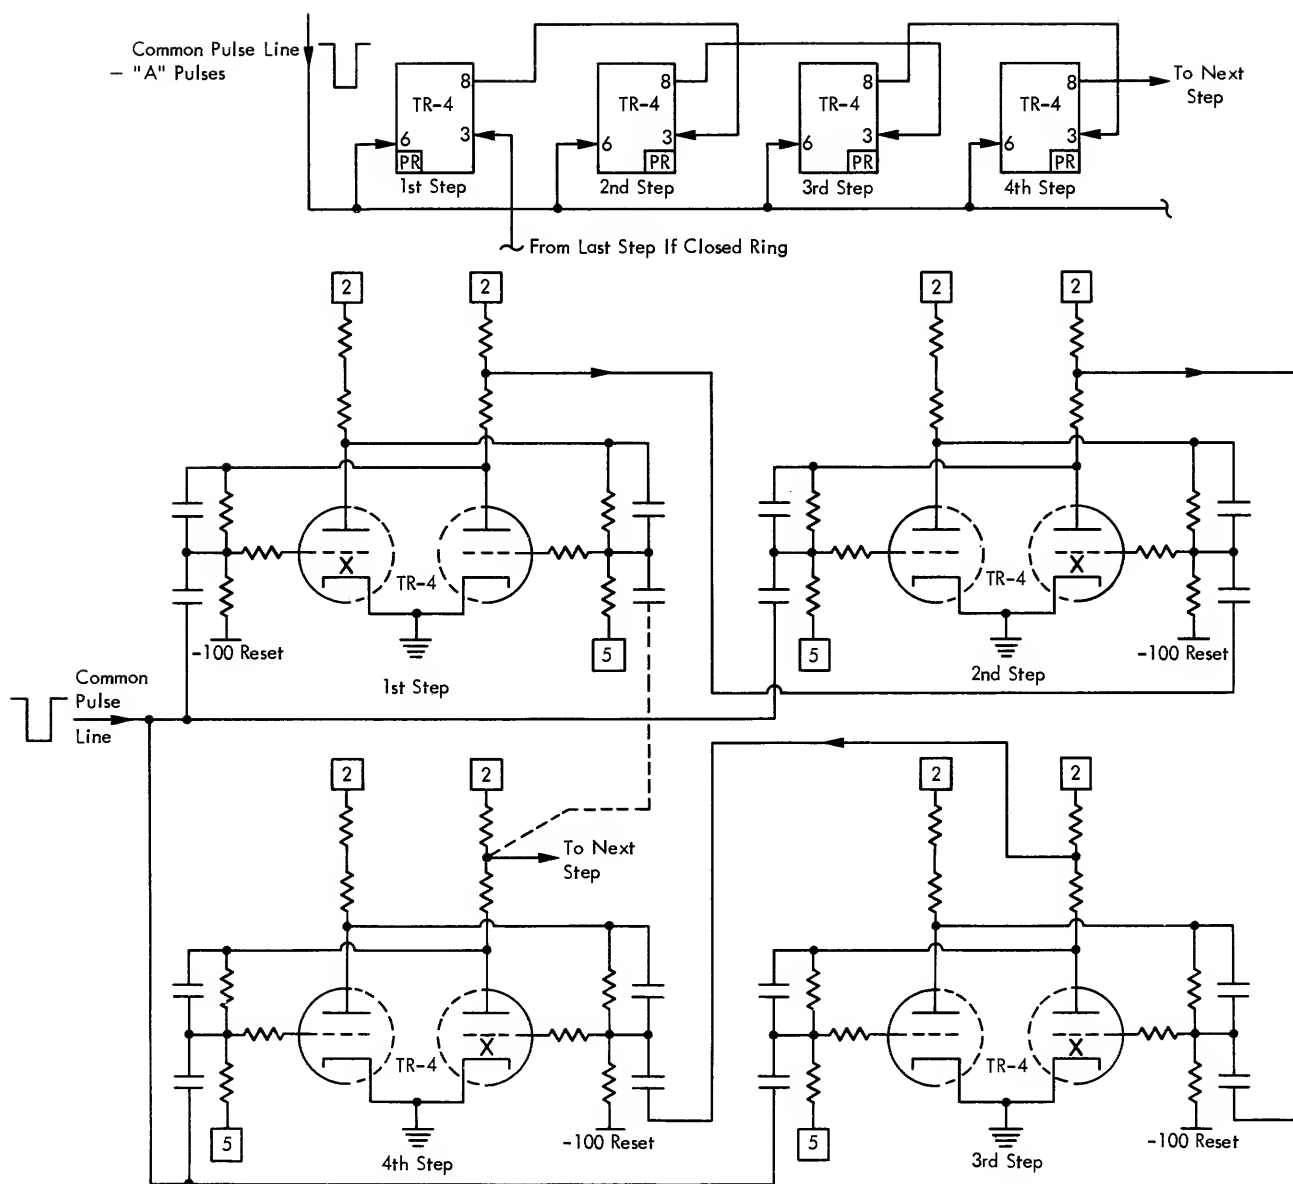 Common Pulse Line
– "A" Pulses
8
TR-4
6
3
PR
1st Step
8
TR-4
6
3
PR
2nd Step
8
TR-4
6
3
PR
3rd Step
8
TR-4
6
3
PR
4th Step
To Next
Step
From Last Step If Closed Ring
2
2
2
2
X
TR-4
TR-4
X
-100 Reset
5
1st Step
5
2nd Step
-100 Reset
Common
Pulse
Line
2
2
2
2
To Next
Step
TR-4
X
TR-4
X
5
4th Step
-100 Reset
5
3rd Step
-100 Reset